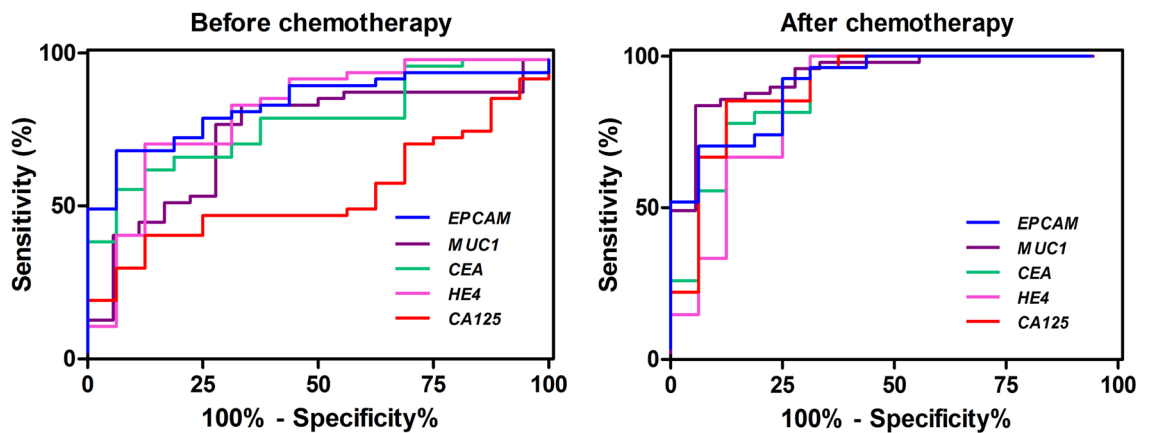 Before chemotherapy
100
50
0
Sensitivity (%)
EPCAM
MUC1
CEA
HE4
CA125
0 25 50 75 100
100% - Specificity%
After chemotherapy
100
50
0
Sensitivity (%)
EPCAM
MUC1
CEA
HE4
CA125
0 25 50 75 100
100% - Specificity%